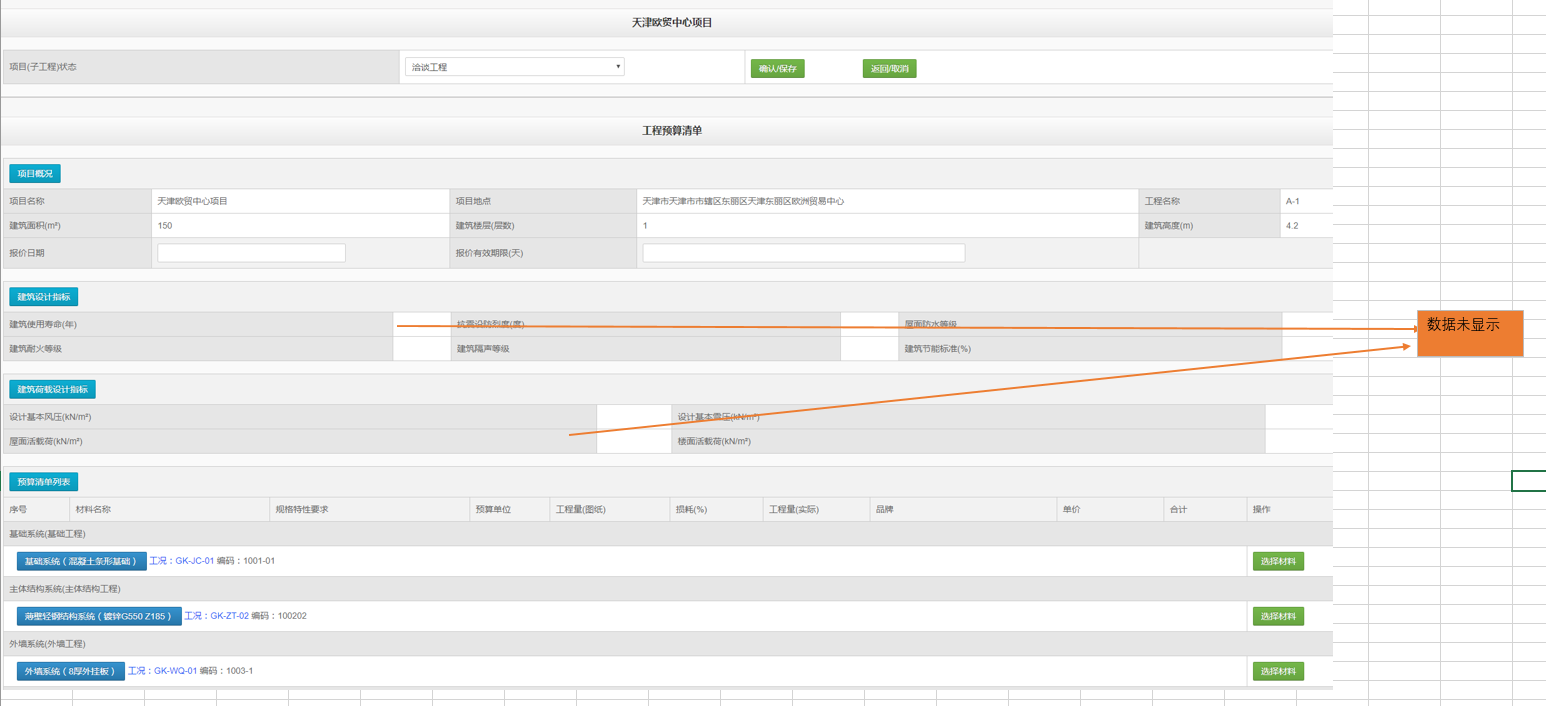 天津欧贸中心项目
项目(子工程)状态 洽谈工程 确认/保存 返回/取消
工程预算清单
项目概况
项目名称 天津欧贸中心项目 项目地点 天津市天津市市辖区东丽区天津东丽区欧洲贸易中心 工程名称 A-1
建筑面积(m²) 150 建筑楼层(层数) 1 建筑高度(m) 4.2
报价日期 报价有效期限(天)
建筑设计指标
建筑使用寿命(年) 抗震设防烈度(度) 屋面防水等级 数据未显示
建筑耐火等级 建筑隔声等级 建筑节能标准(%)
建筑荷载设计指标
设计基本风压(kN/m²) 设计基本雪压(kN/m²)
屋面活载荷(kN/m²) 楼面活载荷(kN/m²)
预算清单列表
序号 材料名称 规格特性要求 预算单位 工程量(图纸) 损耗(%) 工程量(实际) 品牌 单价 合计 操作
基础系统(基础工程)
基础系统（混凝土条形基础） 工况：GK-JC-01 编码：1001-01 选择材料
主体结构系统(主体结构工程)
薄壁轻钢结构系统（镀锌G550 Z185） 工况：GK-ZT-02 编码：100202 选择材料
外墙系统(外墙工程)
外墙系统（8厚外挂板） 工况：GK-WQ-01 编码：1003-1 选择材料